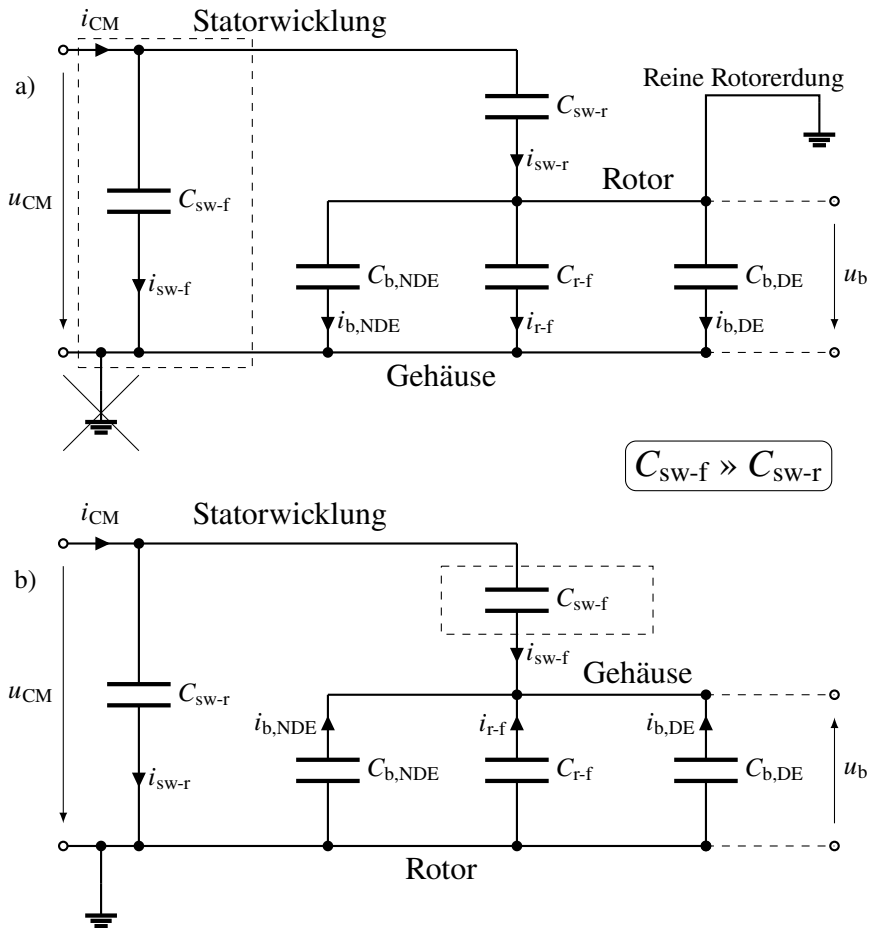 i_CM
Statorwicklung
a)
Reine Rotorerdung
C_sw-r
i_sw-r
Rotor
u_CM
C_sw-f
i_sw-f
C_b,NDE
C_r-f
C_b,DE
u_b
i_b,NDE
i_r-f
i_b,DE
Gehäuse
C_sw-f » C_sw-r
i_CM
Statorwicklung
b)
C_sw-f
i_sw-f
Gehäuse
u_CM
C_sw-r
i_b,NDE
i_r-f
i_b,DE
i_sw-r
C_b,NDE
C_r-f
C_b,DE
u_b
Rotor